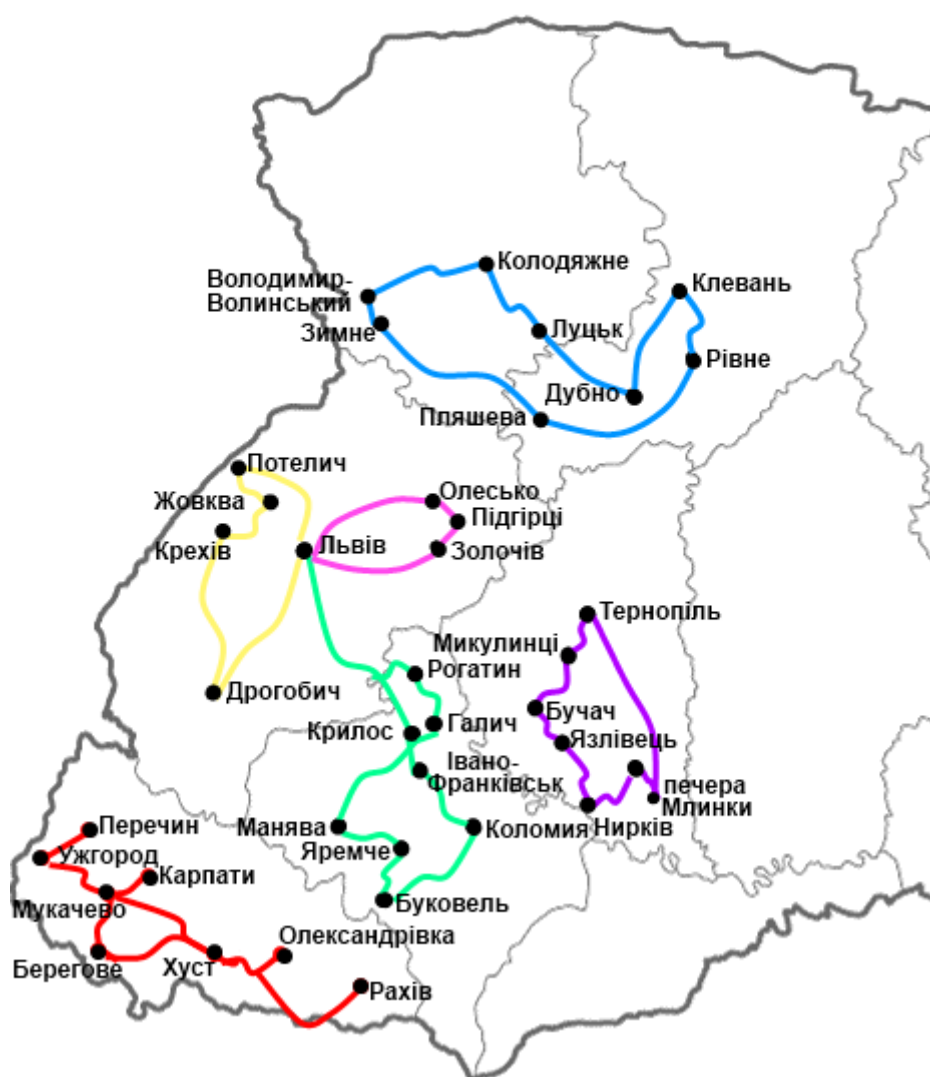 Колодяжне
Володимир-
Волинський
Клевань
Зимне
Луцьк
Рівне
Дубно
Пляшева
Потелич
Жовква
Олесько
Підгірці
Крехів
Львів
Золочів
Тернопіль
Микулинці
Рогатин
Дрогобич
Бучач
Галич
Крилос
Язлівець
Івано-
Франківськ
печера
Млинки
Перечин
Манява
Коломия
Нирків
Яремче
Ужгород
Карпати
Мукачево
Буковель
Олександрівка
Берегове
Хуст
Рахів